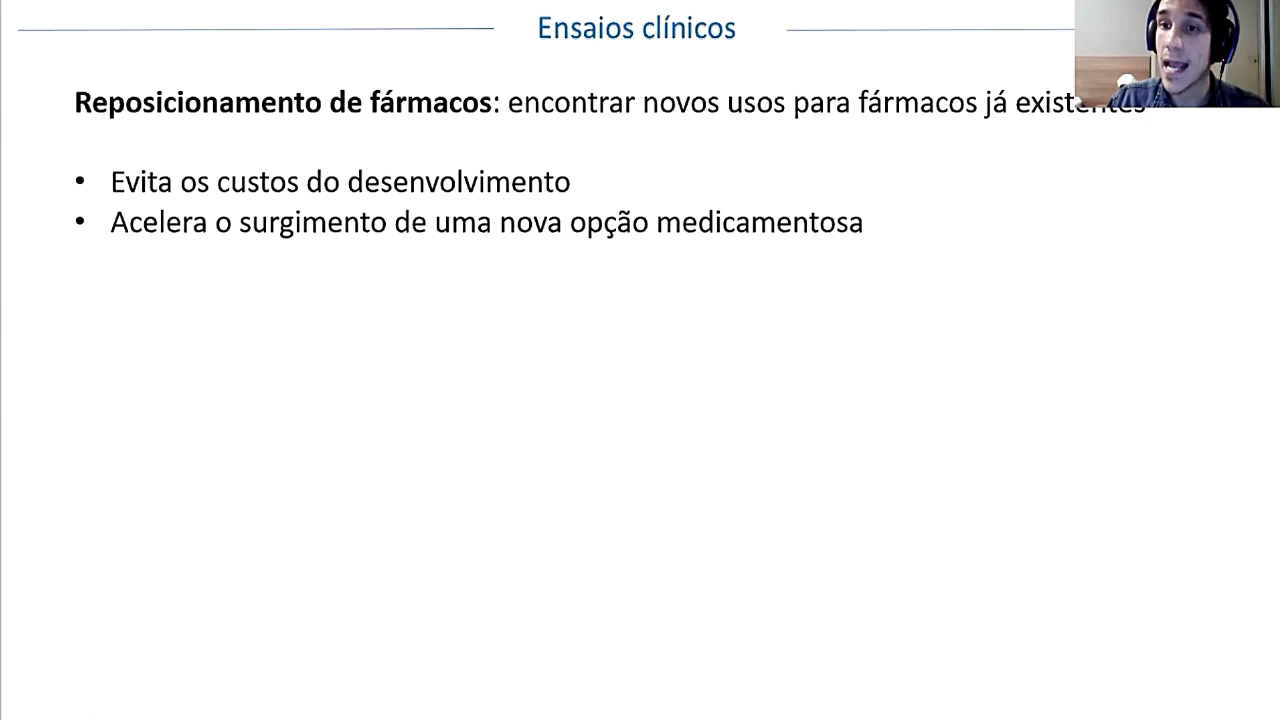 Ensaios clínicos
Reposicionamento de fármacos: encontrar novos usos para fármacos já existentes
• Evita os custos do desenvolvimento
• Acelera o surgimento de uma nova opção medicamentosa